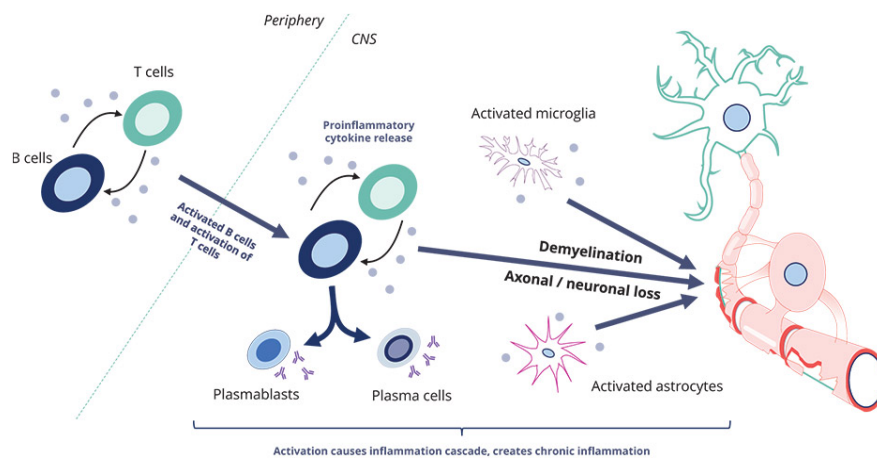 Periphery
CNS
T cells
B cells
Activated B cells
and activation of
T cells
Proinflammatory
cytokine release
Activated microglia
Demyelination
Axonal / neuronal loss
Plasmablasts
Plasma cells
Activated astrocytes
Activation causes inflammation cascade, creates chronic inflammation